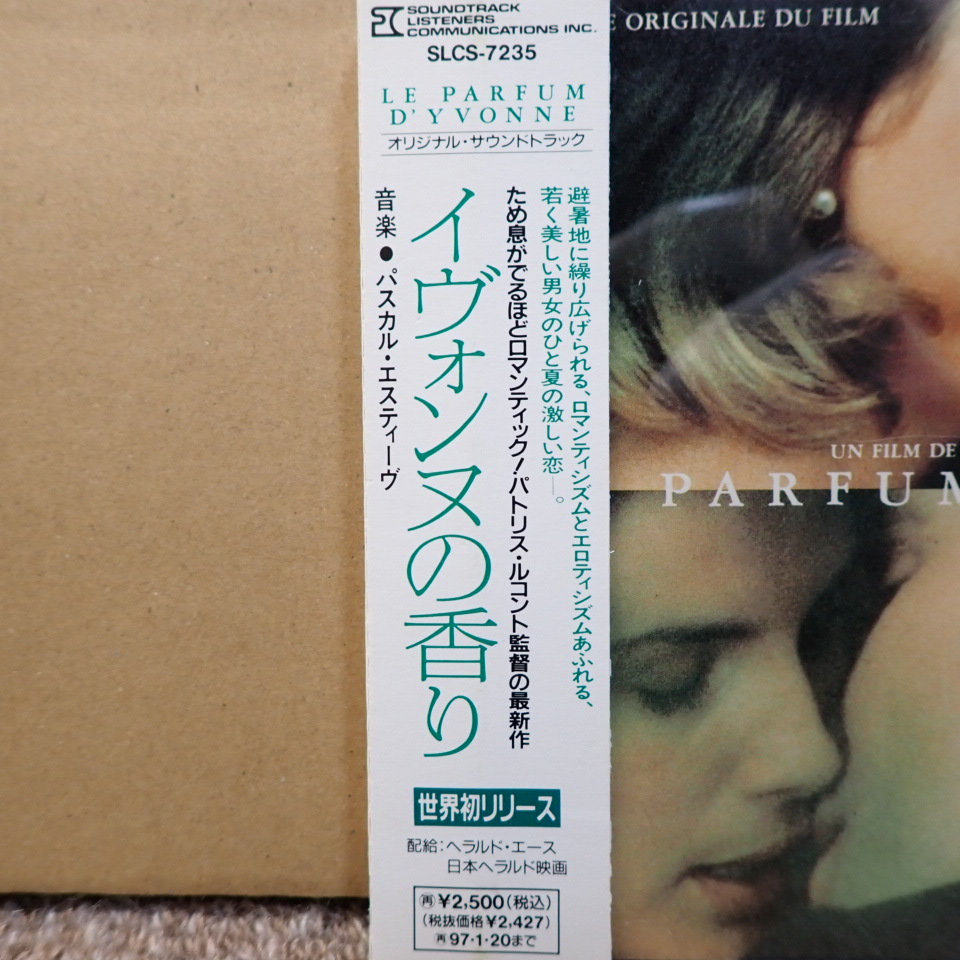 SOUNDTRACK
LISTENERS
COMMUNICATIONS INC.
SLCS-7235
LE PARFUM
D'YVONNE
オリジナル・サウンドトラック
避暑地に繰り広げられる、ロマンティシズムとエロティシズムあふれる、
若く美しい男女のひと夏の激しい恋—。
ため息がでるほどロマンティック!パトリス・ルコント監督の最新作
イヴォンヌの香り
音楽●パスカル・エスティーヴ
世界初リリース
配給:ヘラルド・エース
日本ヘラルド映画
再¥2,500(税込)
(税抜価格¥2,427)
再97・1・20まで
E ORIGINALE DU FILM
UN FILM DE
PARFUM